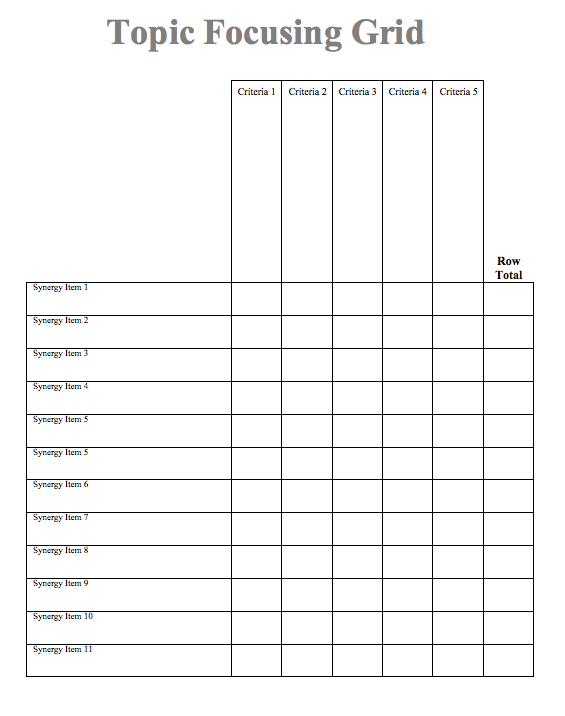 Topic Focusing Grid
Criteria 1 Criteria 2 Criteria 3 Criteria 4 Criteria 5
Row
Total
Synergy Item 1
Synergy Item 2
Synergy Item 3
Synergy Item 4
Synergy Item 5
Synergy Item 5
Synergy Item 6
Synergy Item 7
Synergy Item 8
Synergy Item 9
Synergy Item 10
Synergy Item 11